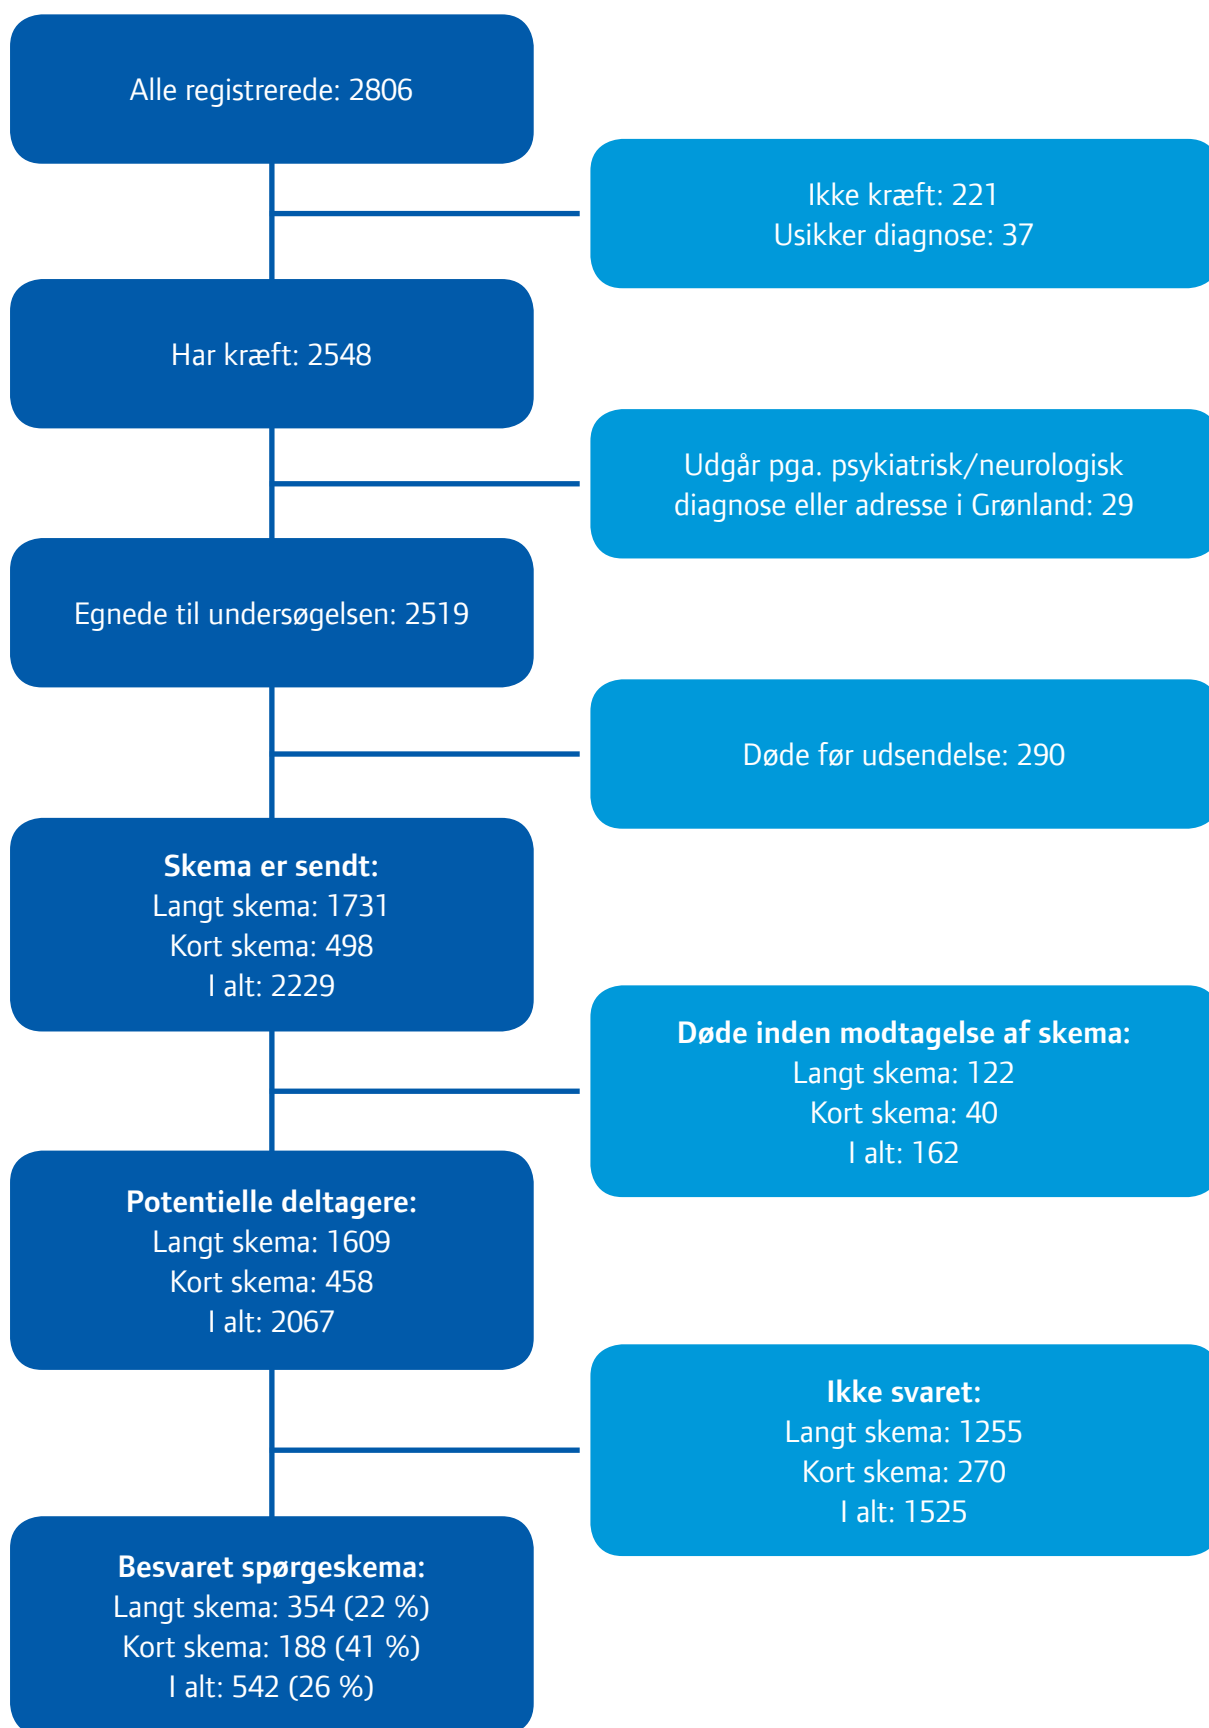 Alle registrerede: 2806
Ikke kræft: 221
Usikker diagnose: 37
Har kræft: 2548
Udgår pga. psykiatrisk/neurologisk
diagnose eller adresse i Grønland: 29
Egnede til undersøgelsen: 2519
Døde før udsendelse: 290
Skema er sendt:
Langt skema: 1731
Kort skema: 498
I alt: 2229
Døde inden modtagelse af skema:
Langt skema: 122
Kort skema: 40
I alt: 162
Potentielle deltagere:
Langt skema: 1609
Kort skema: 458
I alt: 2067
Ikke svaret:
Langt skema: 1255
Kort skema: 270
I alt: 1525
Besvaret spørgeskema:
Langt skema: 354 (22 %)
Kort skema: 188 (41 %)
I alt: 542 (26 %)